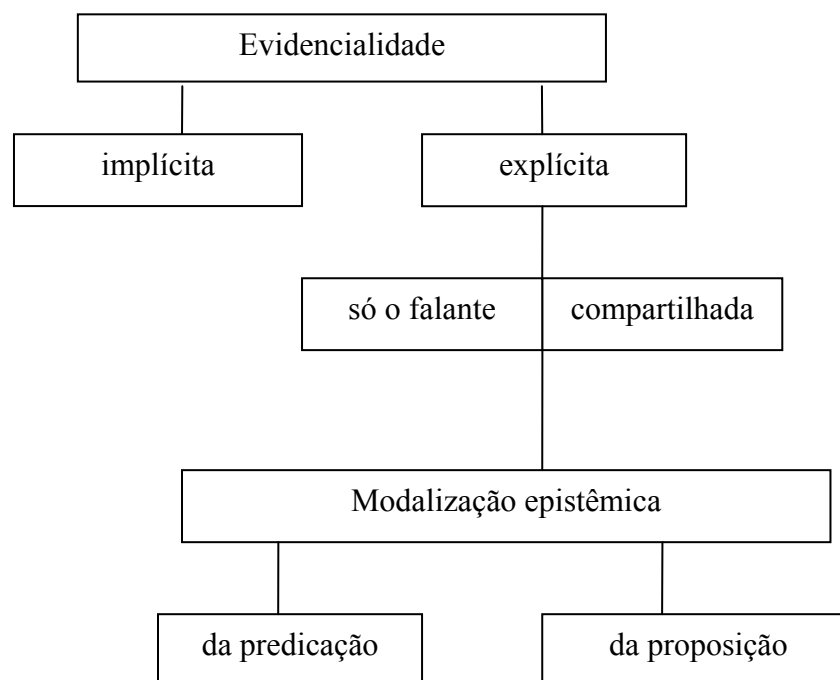 Evidencialidade
implícita
explícita
só o falante
compartilhada
Modalização epistêmica
da predicação
da proposição